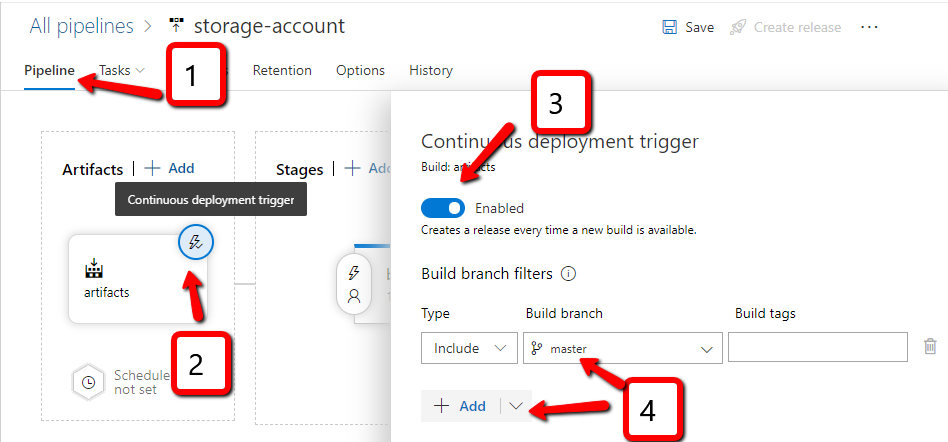 All pipelines > storage-account
Save
Create release
...
Pipeline
Tasks
1
Retention
Options
History
3
Continuous deployment trigger
Build: artifacts
Artifacts | + Add
Stages | + Add
Continuous deployment trigger
Enabled
Creates a release every time a new build is available.
artifacts
Build branch filters
Type
Build branch
Build tags
Include
master
2
Schedule
not set
+ Add
4